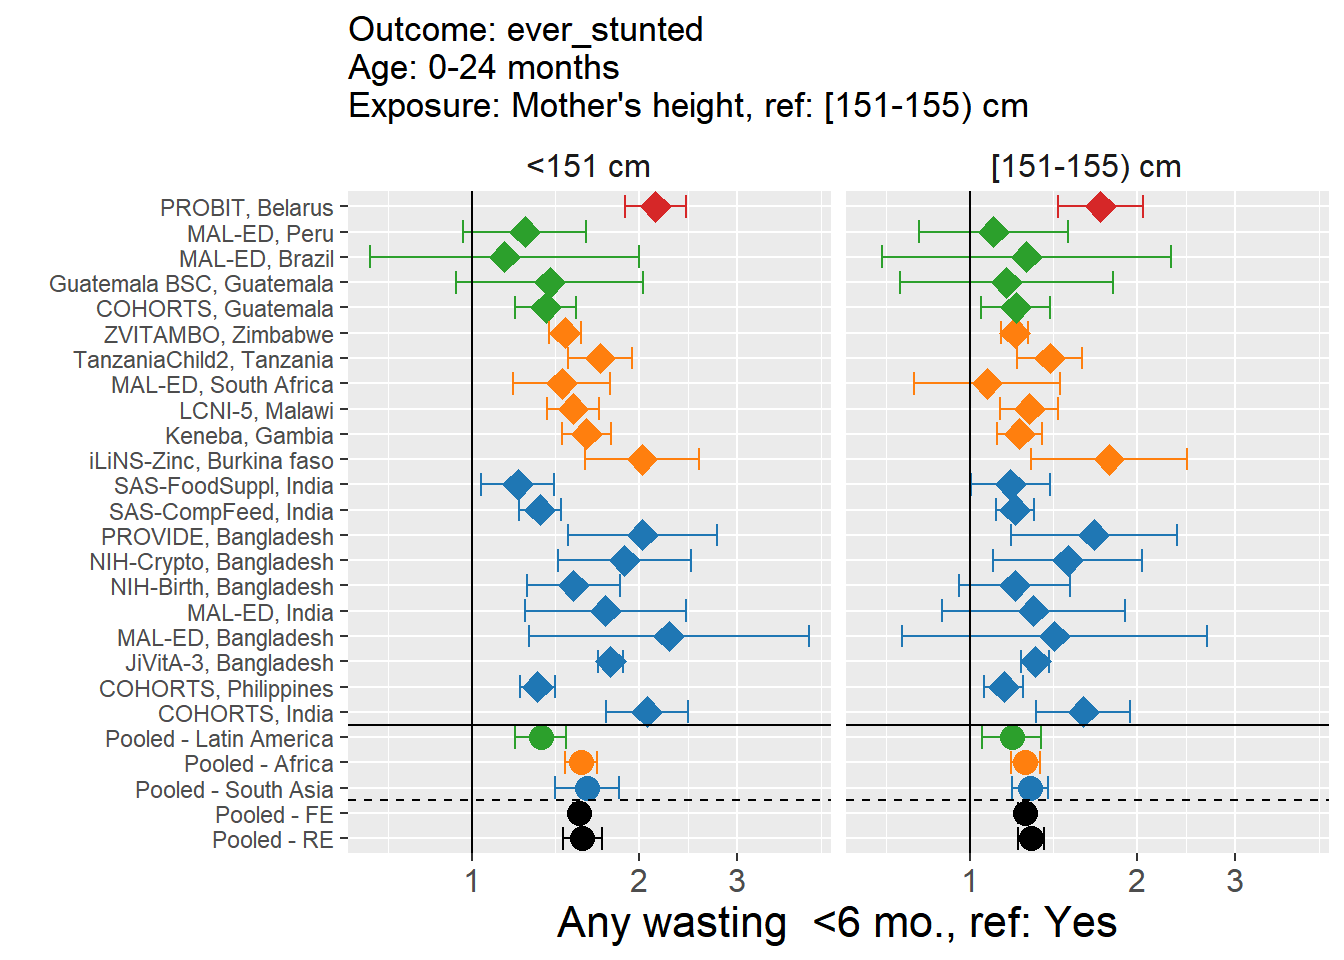 Outcome: ever_stunted
Age: 0-24 months
Exposure: Mother's height, ref: [151-155) cm
<151 cm
[151-155) cm
PROBIT, Belarus
MAL-ED, Peru
MAL-ED, Brazil
Guatemala BSC, Guatemala
COHORTS, Guatemala
ZVITAMBO, Zimbabwe
TanzaniaChild2, Tanzania
MAL-ED, South Africa
LCNI-5, Malawi
Keneba, Gambia
iLiNS-Zinc, Burkina faso
SAS-FoodSuppl, India
SAS-CompFeed, India
PROVIDE, Bangladesh
NIH-Crypto, Bangladesh
NIH-Birth, Bangladesh
MAL-ED, India
MAL-ED, Bangladesh
JiVitA-3, Bangladesh
COHORTS, Philippines
COHORTS, India
Pooled - Latin America
Pooled - Africa
Pooled - South Asia
Pooled - FE
Pooled - RE
1 2 3
1 2 3
Any wasting  <6 mo., ref: Yes